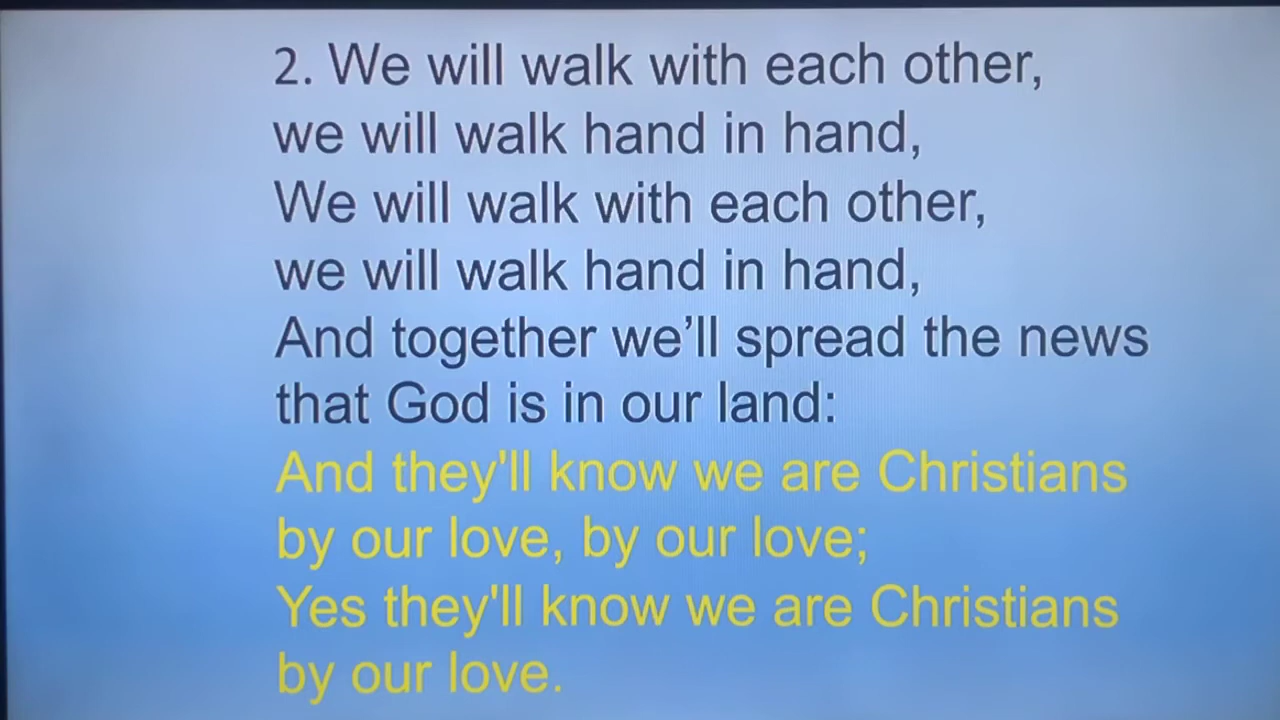 2. We will walk with each other,
we will walk hand in hand,
We will walk with each other,
we will walk hand in hand,
And together we’ll spread the news
that God is in our land:
And they'll know we are Christians
by our love, by our love;
Yes they'll know we are Christians
by our love.